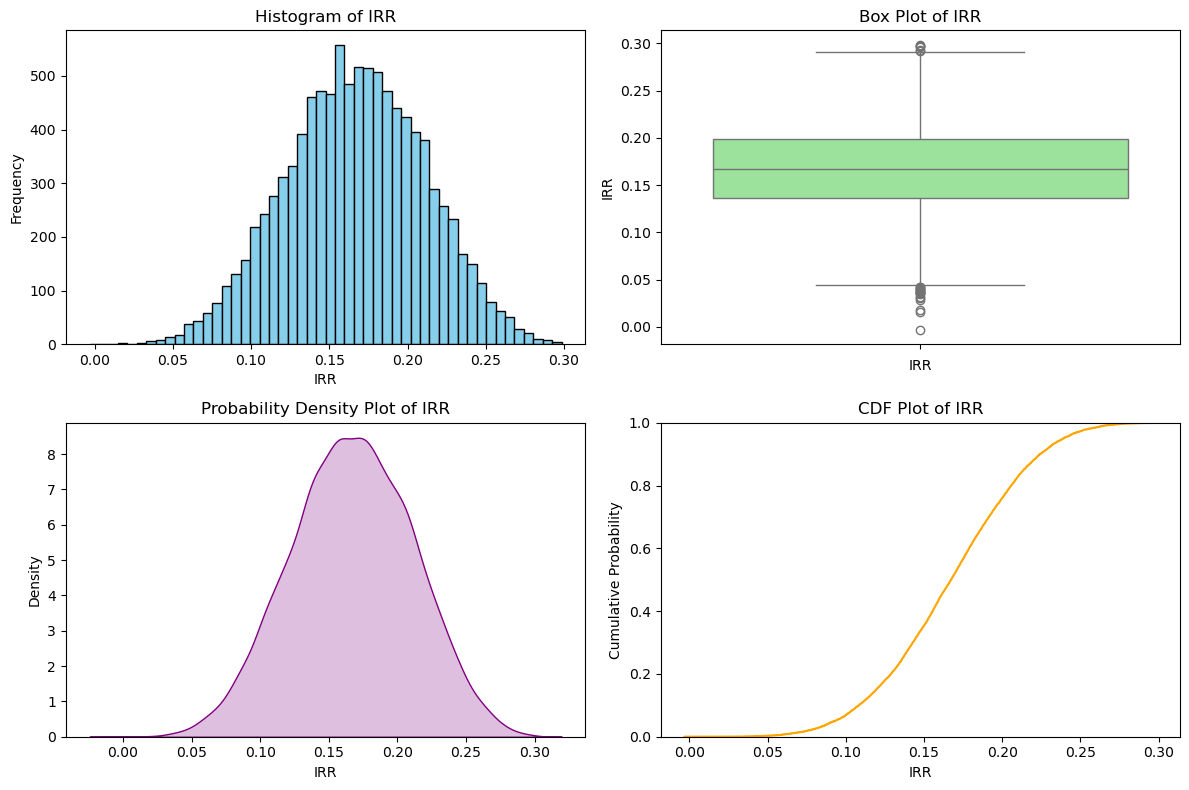 Histogram of IRR
Frequency
500
400
300
200
100
0
0.00 0.05 0.10 0.15 0.20 0.25 0.30
IRR
Box Plot of IRR
IRR
0.30
0.25
0.20
0.15
0.10
0.05
0.00
IRR
Probability Density Plot of IRR
Density
8
7
6
5
4
3
2
1
0
0.00 0.05 0.10 0.15 0.20 0.25 0.30
IRR
CDF Plot of IRR
Cumulative Probability
1.0
0.8
0.6
0.4
0.2
0.0
0.00 0.05 0.10 0.15 0.20 0.25 0.30
IRR